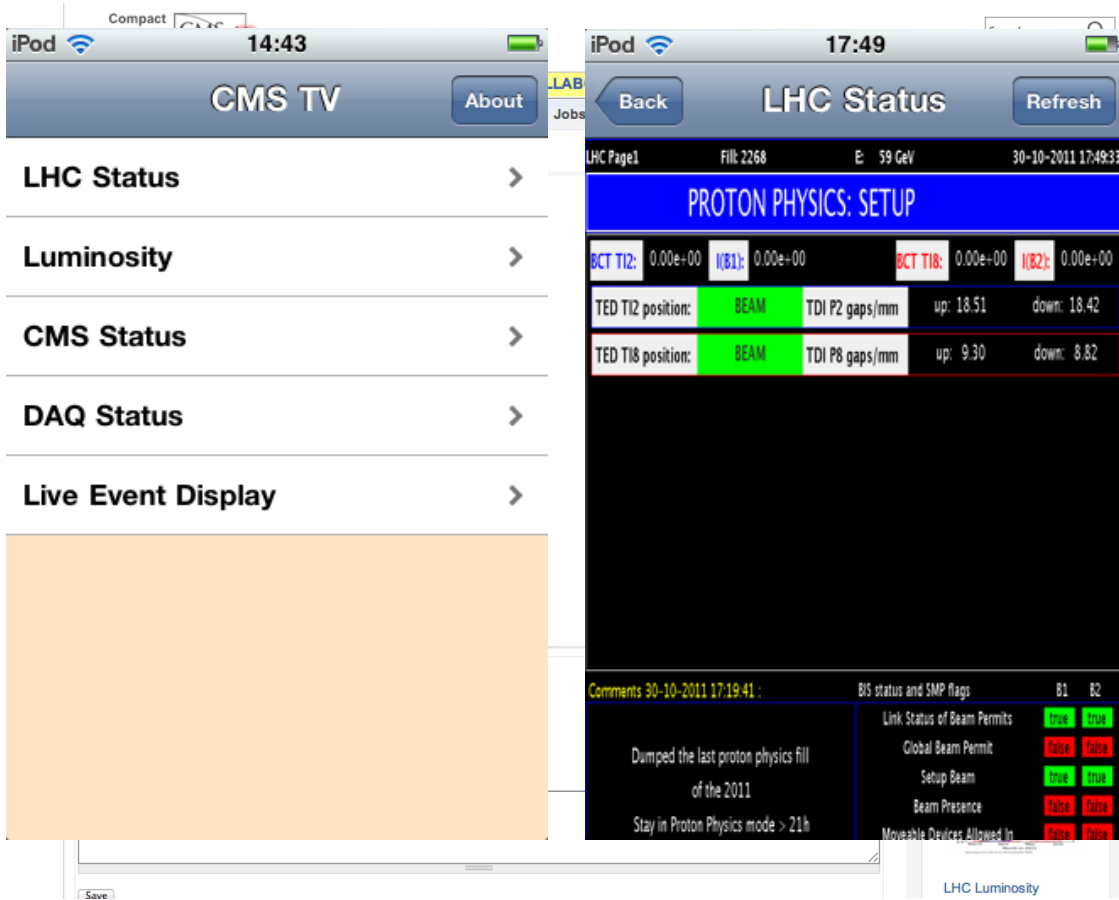 Compact
iPod 14:43
CMS TV About
LHC Status
Luminosity
CMS Status
DAQ Status
Live Event Display
LLAB
Jobs
iPod 17:49
Back LHC Status Refresh
LHC Page1 Fill: 2268 E: 59 GeV 30-10-2011 17:49:33
PROTON PHYSICS: SETUP
BCT TI2: 0.00e+00 I(B1): 0.00e+00 BCT TI8: 0.00e+00 I(B2): 0.00e+00
TED TI2 position: BEAM TDI P2 gaps/mm up: 18.51 down: 18.42
TED TI8 position: BEAM TDI P8 gaps/mm up: 9.30 down: 8.82
Comments 30-10-2011 17:19:41 :
Dumped the last proton physics fill
of the 2011
Stay in Proton Physics mode > 21h
BIS status and SMP flags B1 B2
Link Status of Beam Permits true true
Global Beam Permit false false
Setup Beam true true
Beam Presence false false
Moveable Devices Allowed In false false
LHC Luminosity
Save